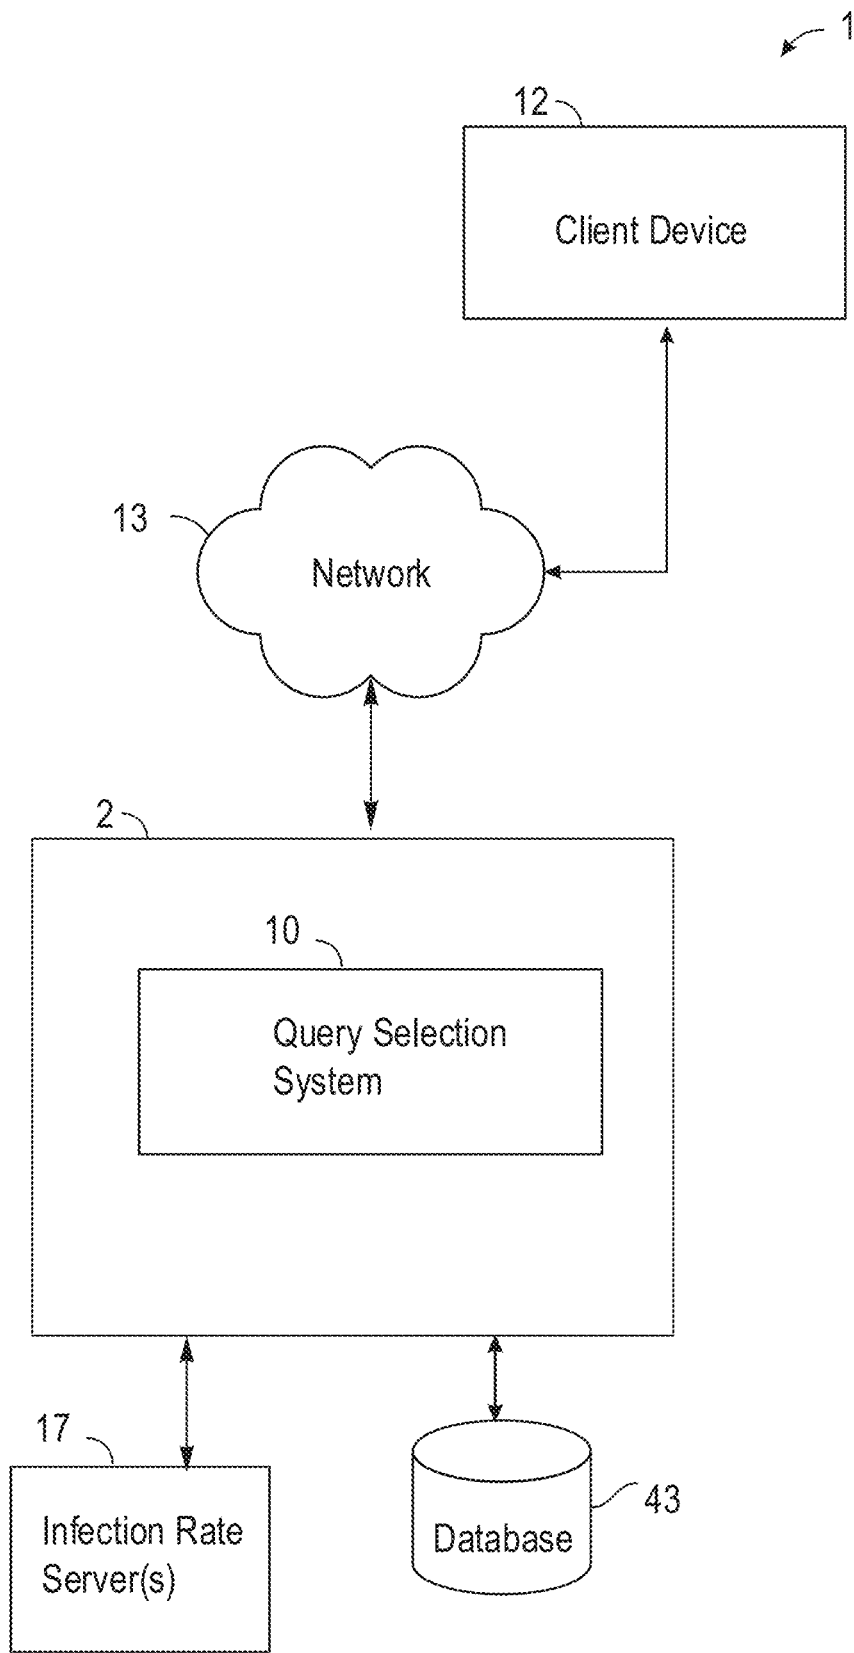 1
12
Client Device
13
Network
2
10
Query Selection
System
17
Infection Rate
Server(s)
Database
43